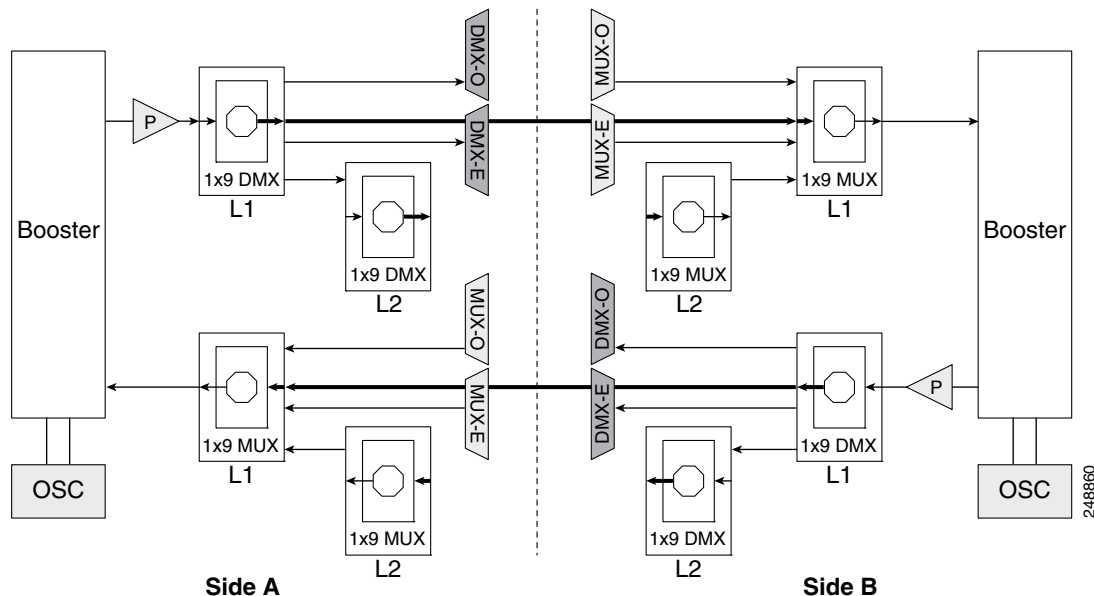 DMX-O
MUX-O
P
DMX-E
MUX-E
1x9 DMX
L1
1x9 MUX
L1
Booster
Booster
1x9 DMX
L2
1x9 MUX
L2
MUX-O
DMX-O
P
MUX-E
DMX-E
1x9 MUX
L1
1x9 DMX
L1
OSC
OSC
248860
1x9 MUX
L2
1x9 DMX
L2
Side A
Side B